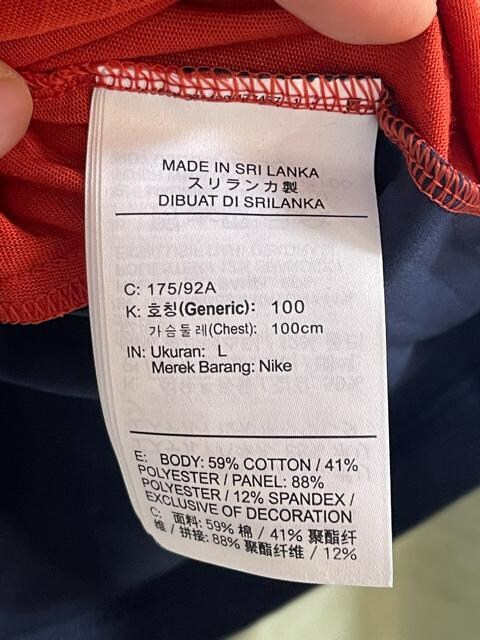 MADE IN SRI LANKA
スリランカ製
DIBUAT DI SRILANKA
C: 175/92A
K: 호칭(Generic): 100
가슴둘레(Chest): 100cm
IN: Ukuran: L
Merek Barang: Nike
E: BODY: 59% COTTON / 41%
POLYESTER / PANEL: 88%
POLYESTER / 12% SPANDEX /
EXCLUSIVE OF DECORATION
C: 面料: 59% 棉 / 41% 聚酯纤
维 / 拼接: 88% 聚酯纤维 / 12%